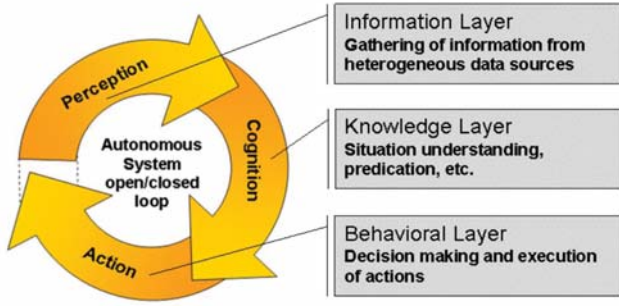 Perception
Cognition
Action
Autonomous
System
open/closed
loop
Information Layer
Gathering of information from
heterogeneous data sources
Knowledge Layer
Situation understanding,
predication, etc.
Behavioral Layer
Decision making and execution
of actions